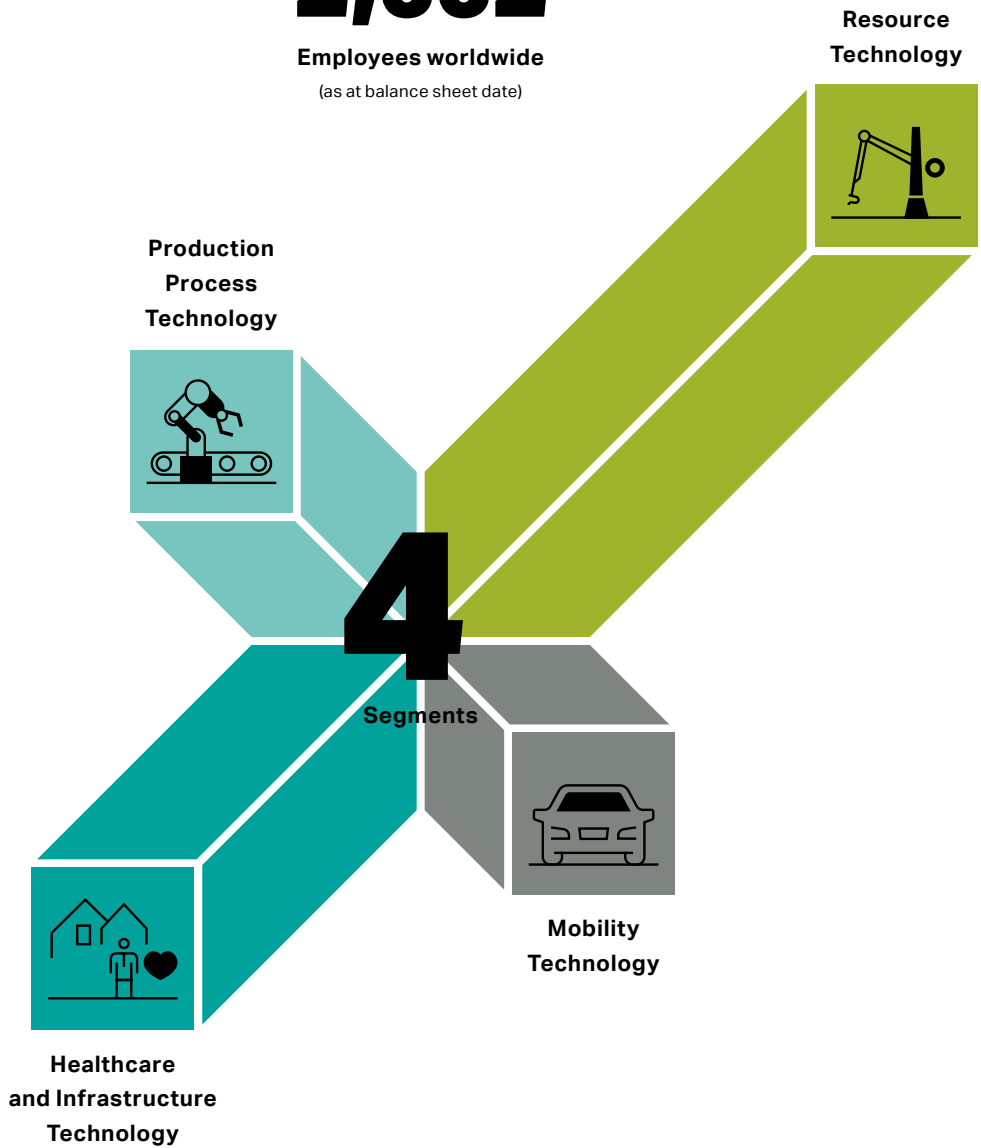 Employees worldwide
(as at balance sheet date)
Resource
Technology
Production
Process
Technology
4
Segments
Mobility
Technology
Healthcare
and Infrastructure
Technology